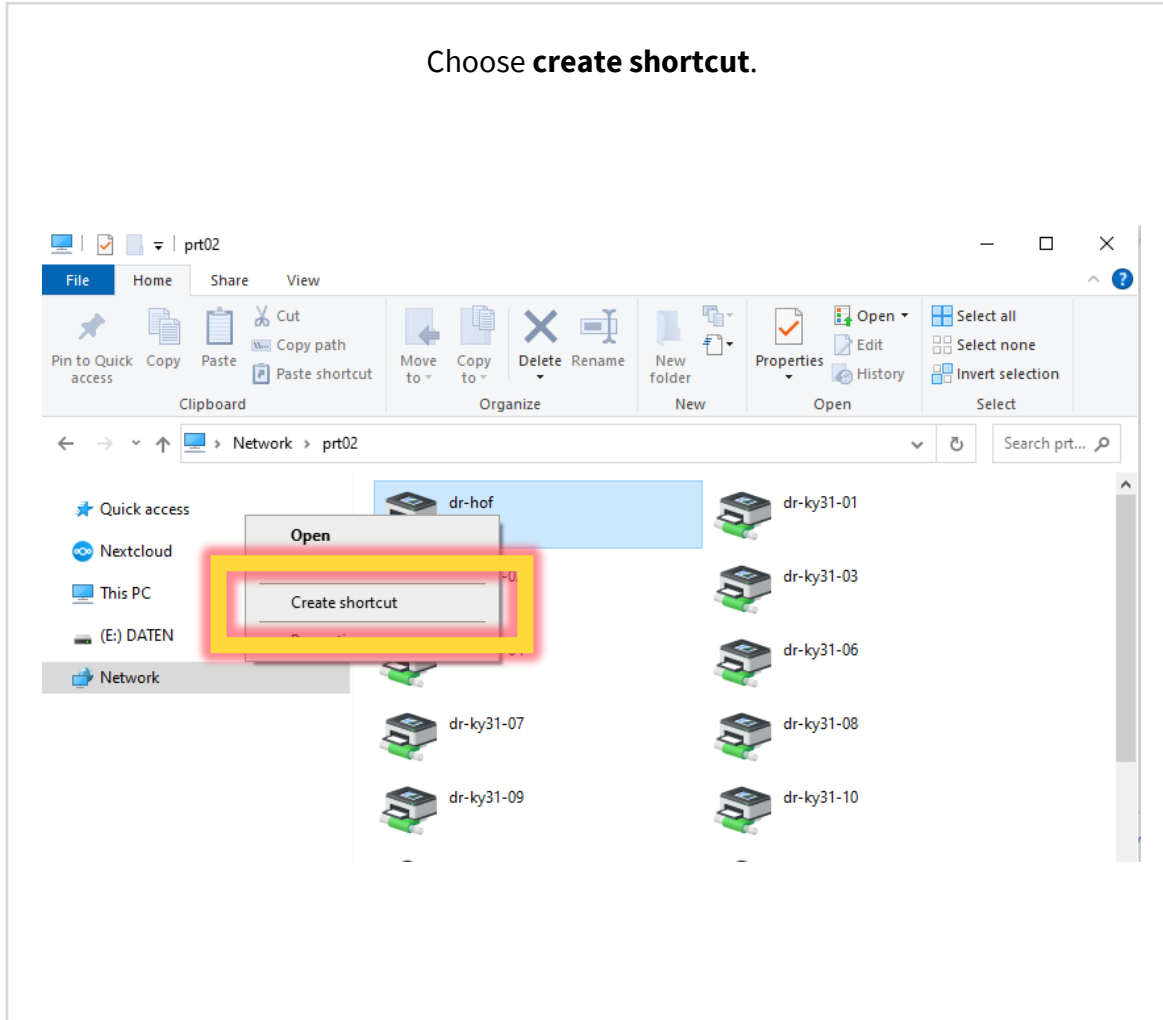 Choose create shortcut.
prt02
File Home Share View
Pin to Quick access
Copy
Paste
Cut
Copy path
Paste shortcut
Move to
Copy to
Delete
Rename
New folder
Properties
Open
Edit
History
Select all
Select none
Invert selection
Clipboard Organize New Open Select
Network > prt02
Search prt...
Quick access
Nextcloud
This PC
(E:) DATEN
Network
Open
Create shortcut
dr-hof
dr-ky31-01
dr-ky31-03
dr-ky31-06
dr-ky31-07
dr-ky31-08
dr-ky31-09
dr-ky31-10